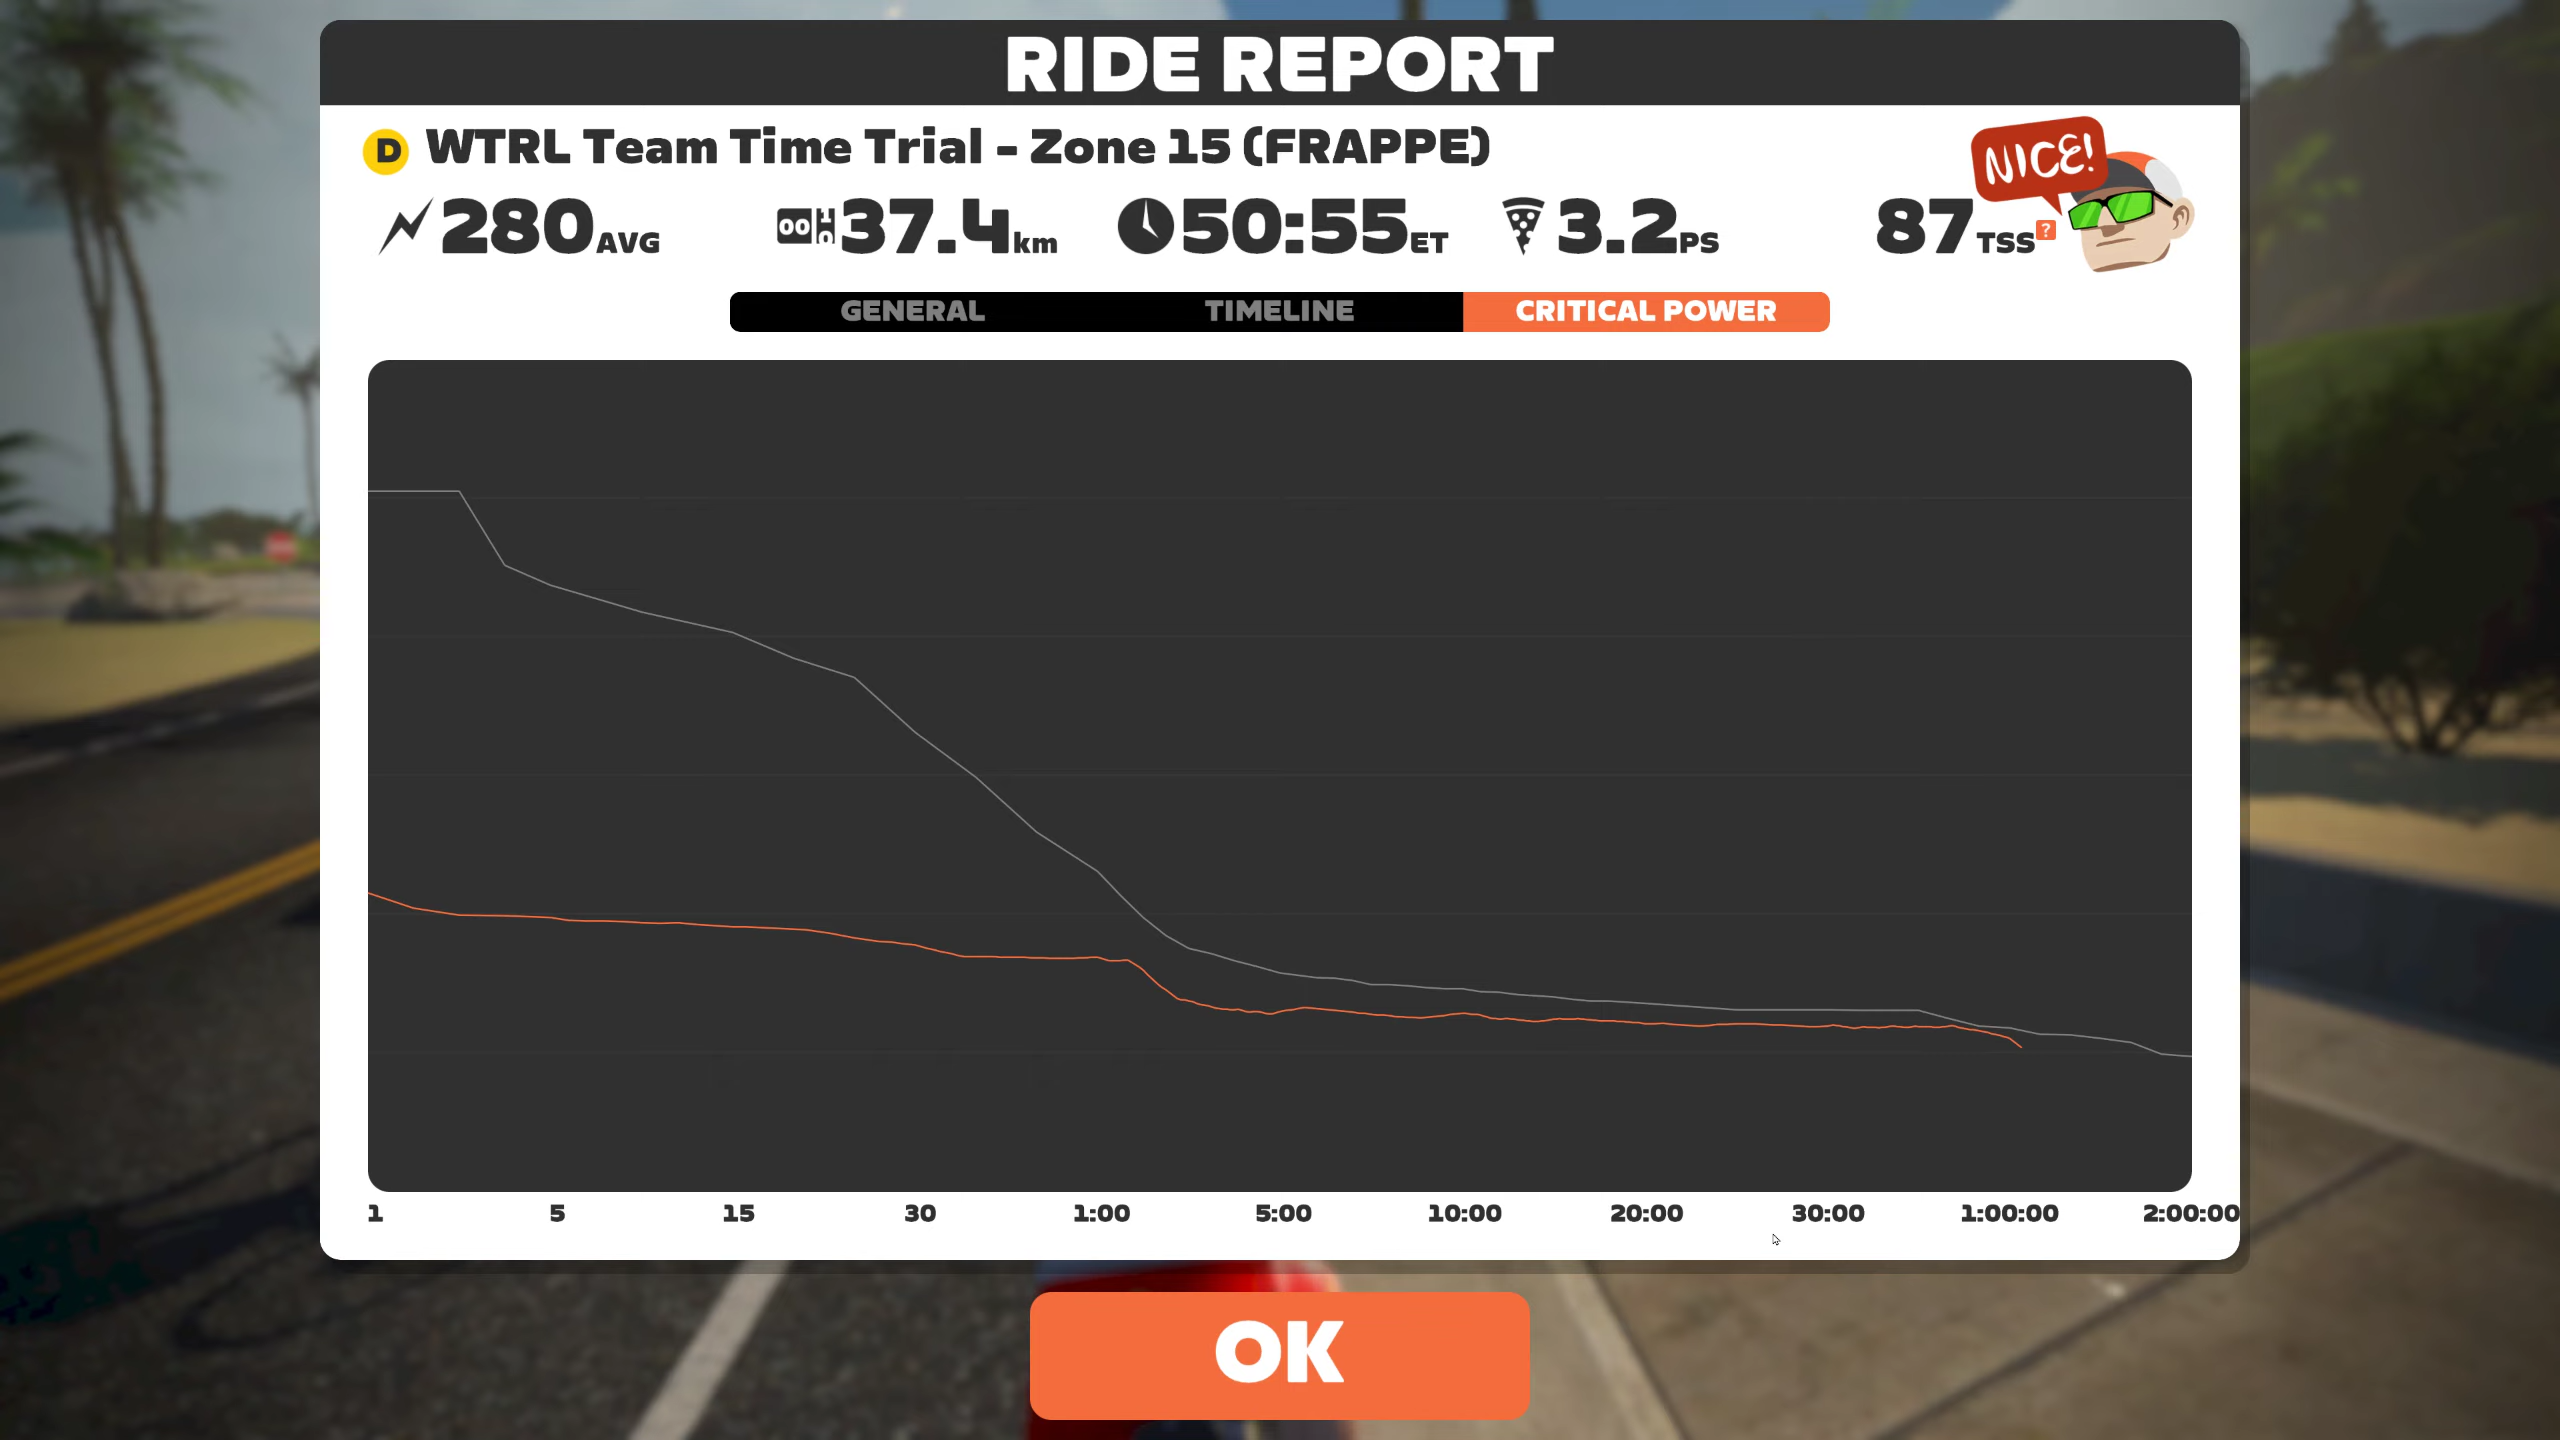 RIDE REPORT
D WTRL Team Time Trial - Zone 15 (FRAPPE)
NICE!
280AVG 37.4km 50:55ET 3.2PS 87TSS?
GENERAL TIMELINE CRITICAL POWER
1 5 15 30 1:00 5:00 10:00 20:00 30:00 1:00:00 2:00:00
OK